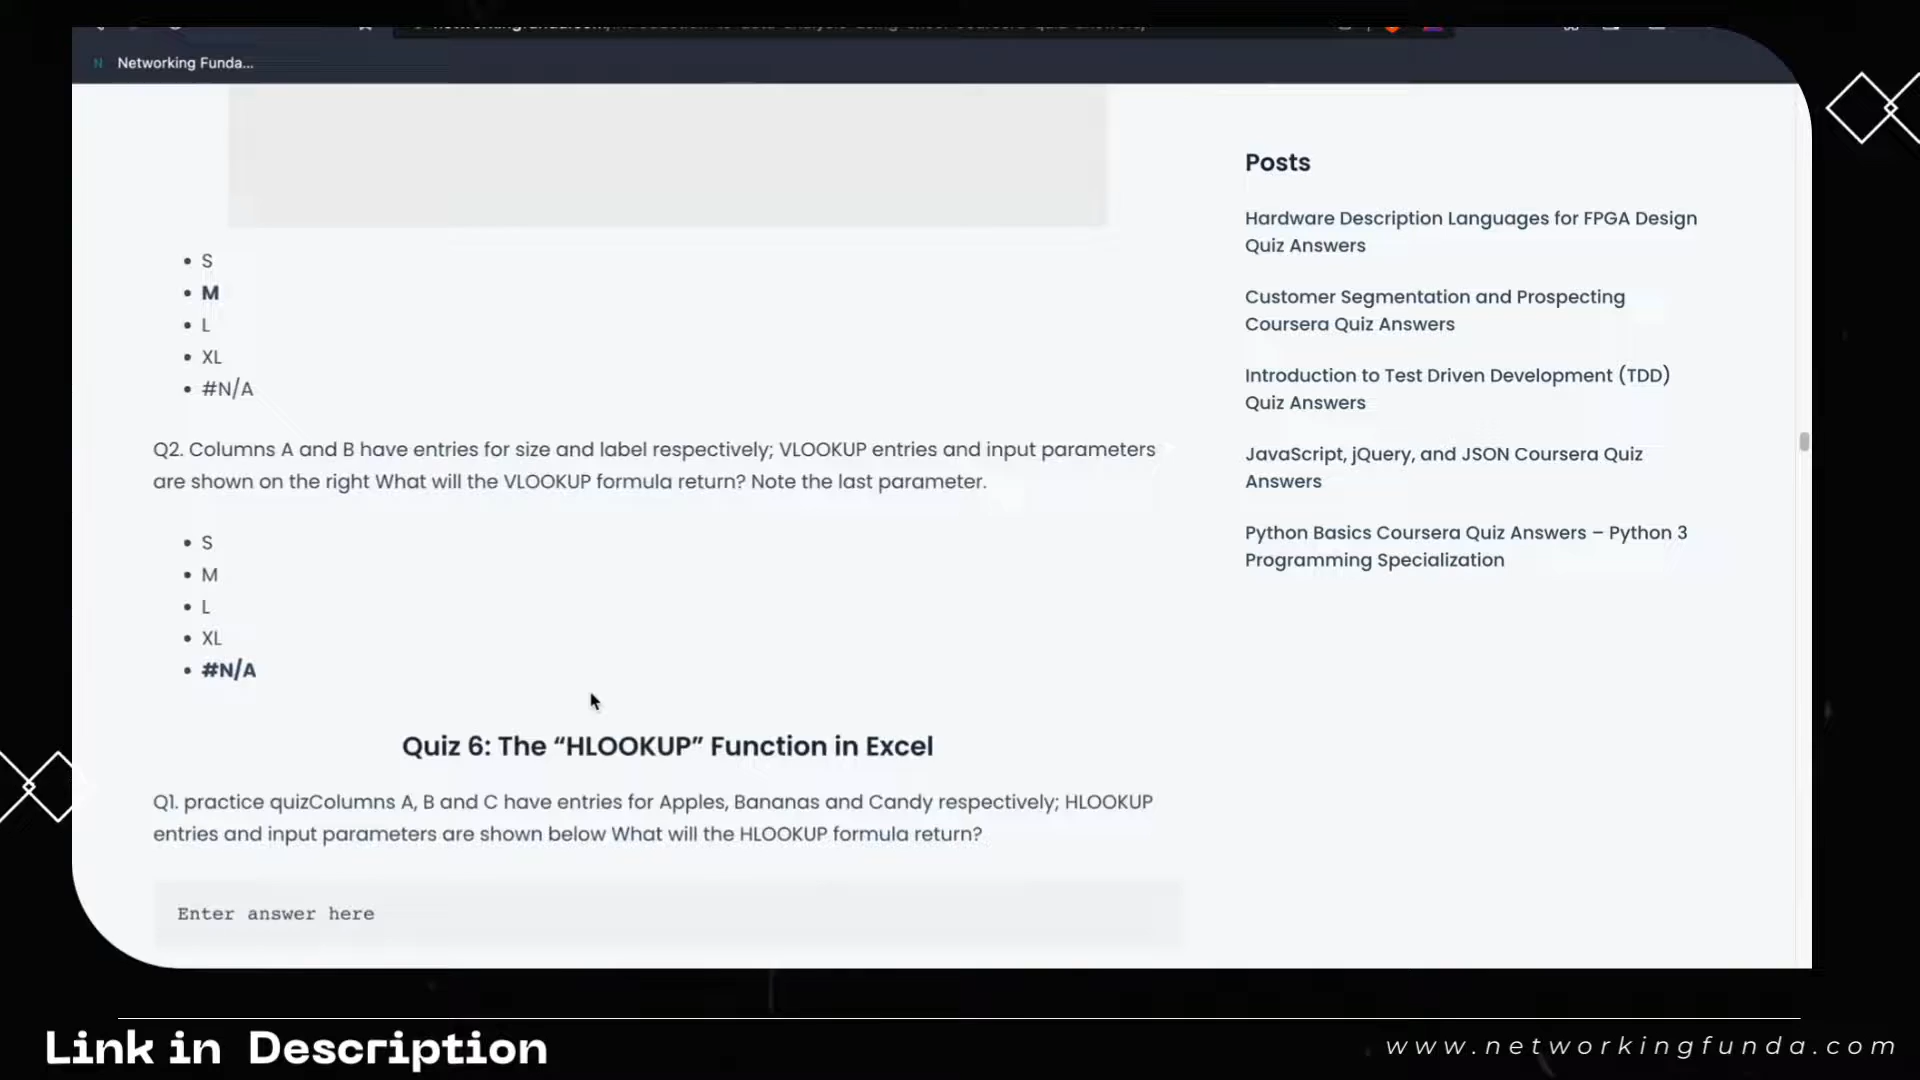 Networking Funda...
S
M
L
XL
#N/A
Q2. Columns A and B have entries for size and label respectively; VLOOKUP entries and input parameters
are shown on the right What will the VLOOKUP formula return? Note the last parameter.
S
M
L
XL
#N/A
Quiz 6: The “HLOOKUP” Function in Excel
Q1. practice quizColumns A, B and C have entries for Apples, Bananas and Candy respectively; HLOOKUP
entries and input parameters are shown below What will the HLOOKUP formula return?
Enter answer here
Posts
Hardware Description Languages for FPGA Design
Quiz Answers
Customer Segmentation and Prospecting
Coursera Quiz Answers
Introduction to Test Driven Development (TDD)
Quiz Answers
JavaScript, jQuery, and JSON Coursera Quiz
Answers
Python Basics Coursera Quiz Answers – Python 3
Programming Specialization
Link in Description
www.networkingfunda.com